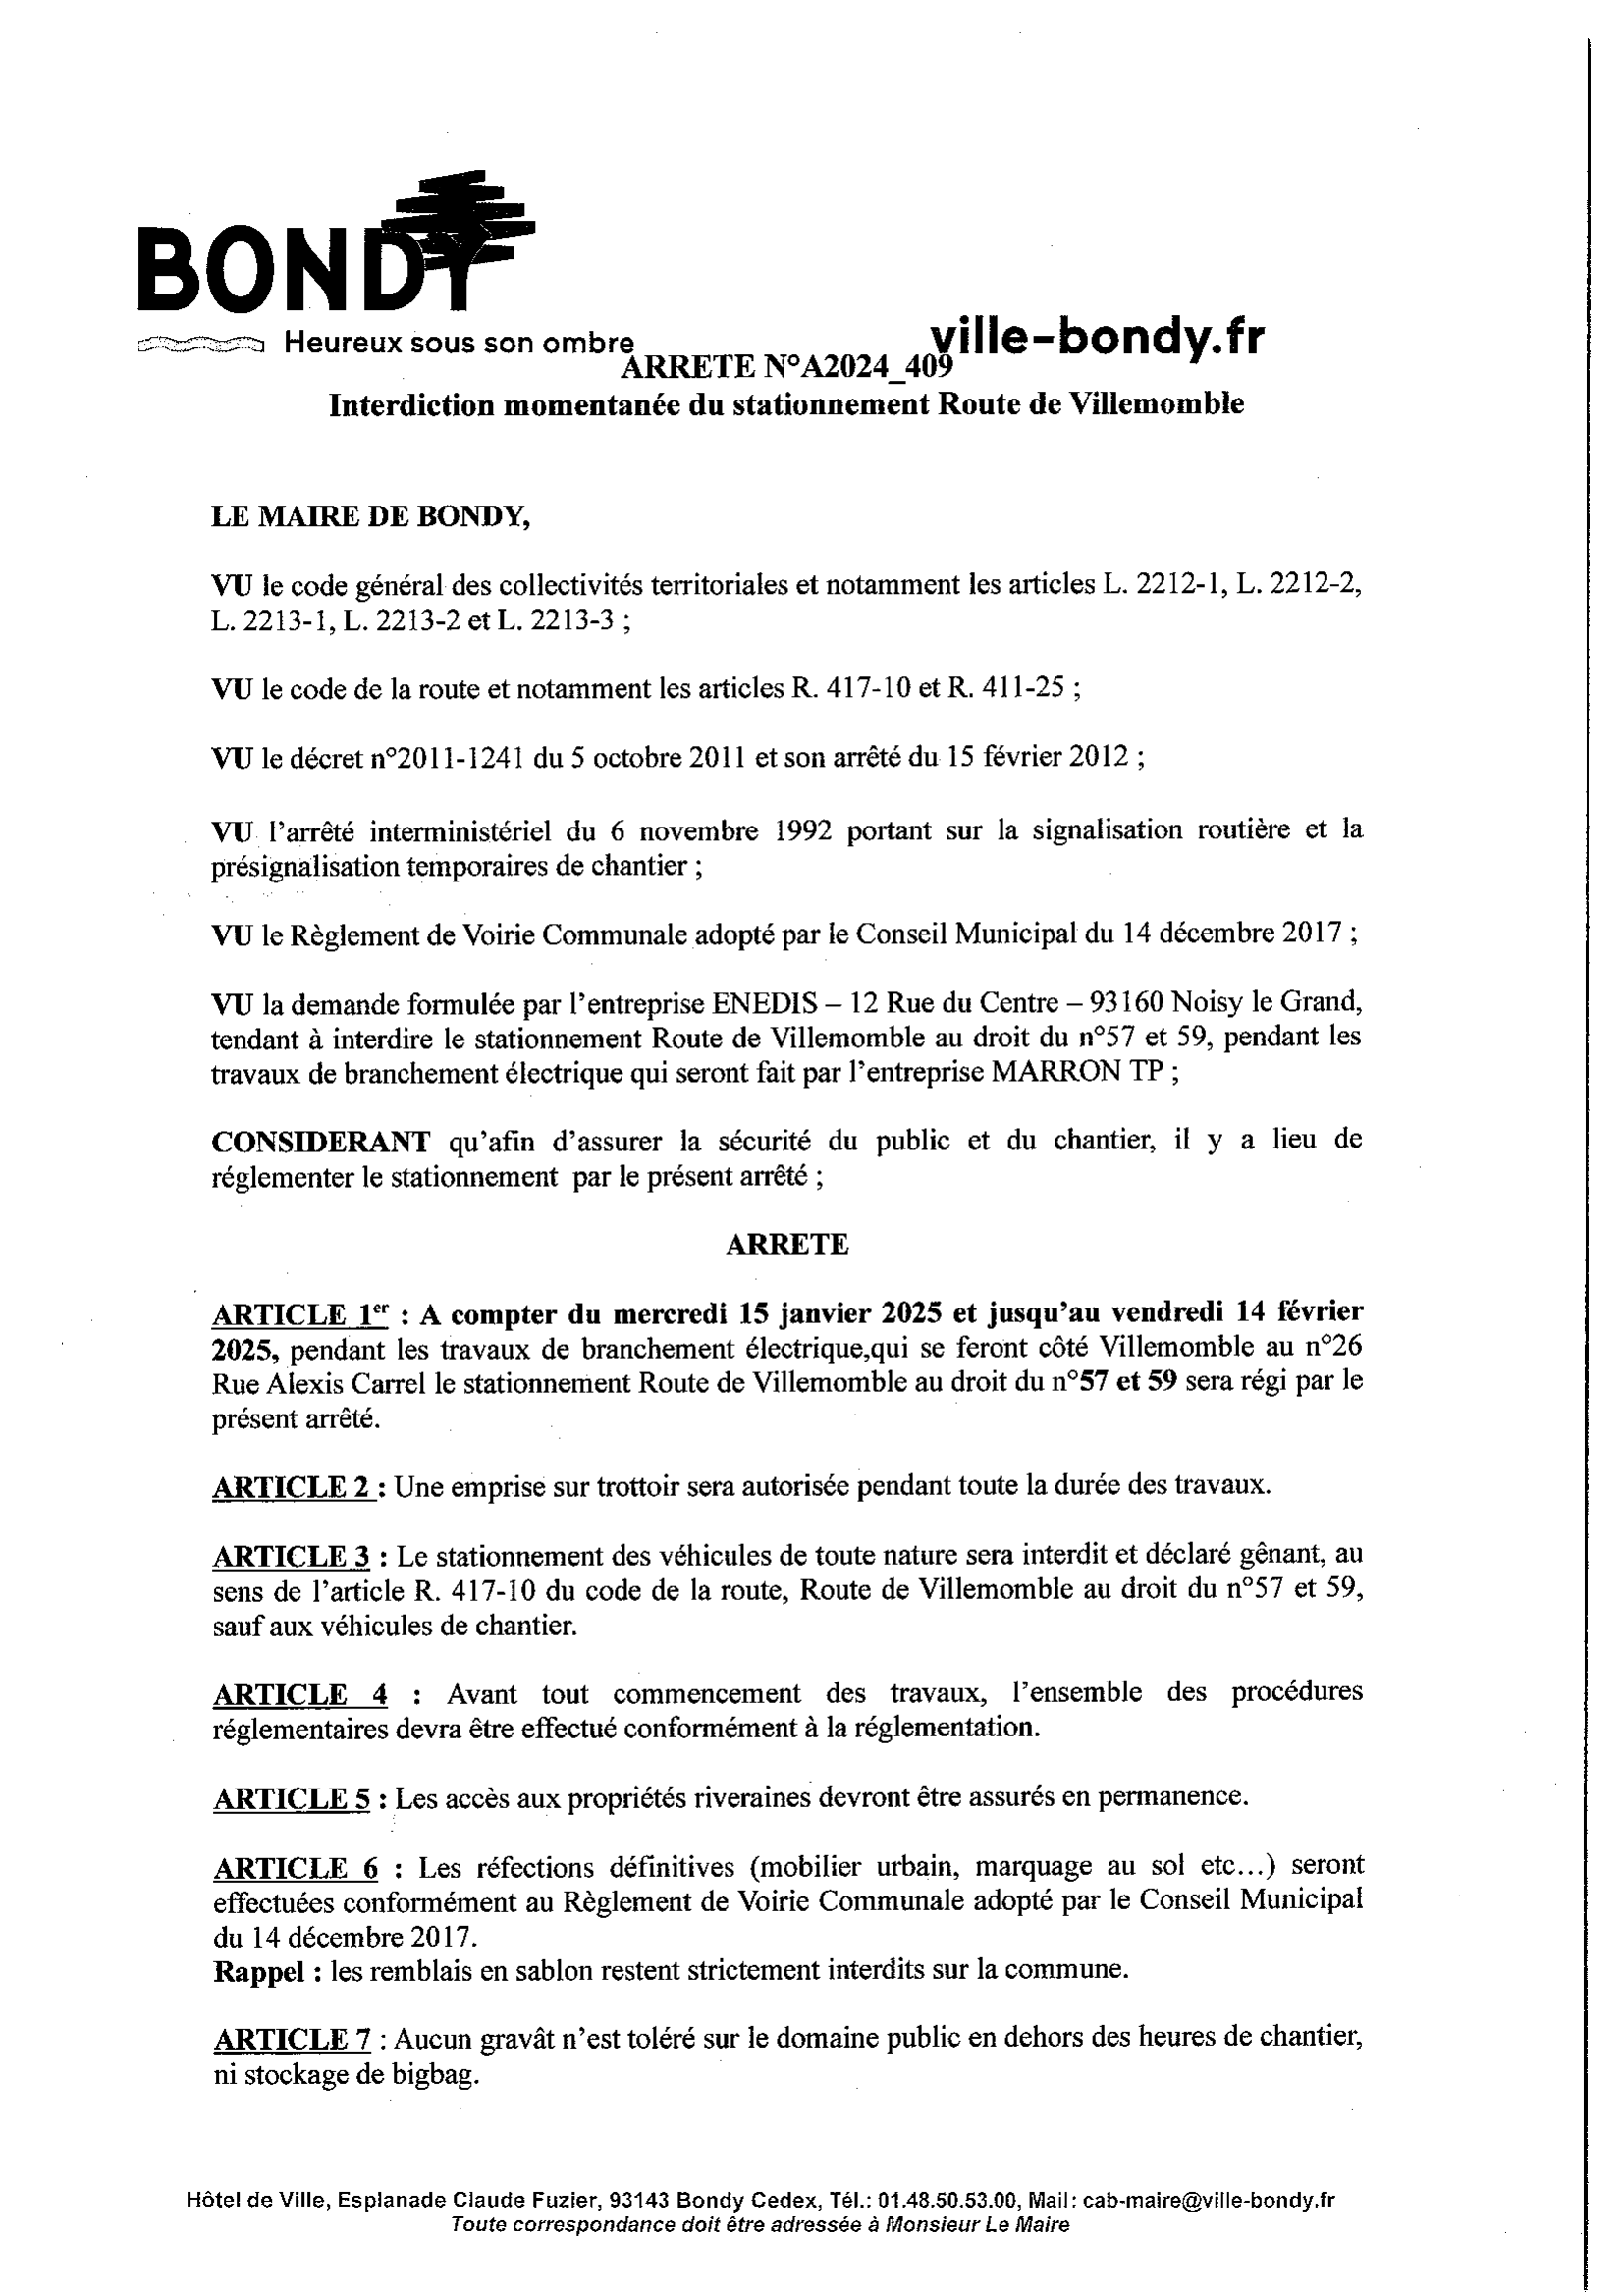 BONDY
Heureux sous son ombre
ville-bondy.fr
ARRETE N°A2024_409
Interdiction momentanée du stationnement Route de Villemomble
LE MAIRE DE BONDY,
VU le code général des collectivités territoriales et notamment les articles L. 2212-1, L. 2212-2,
L. 2213-1, L. 2213-2 et L. 2213-3 ;
VU le code de la route et notamment les articles R. 417-10 et R. 411-25 ;
VU le décret n°2011-1241 du 5 octobre 2011 et son arrêté du 15 février 2012 ;
VU l'arrêté interministériel du 6 novembre 1992 portant sur la signalisation routière et la
présignalisation temporaires de chantier ;
VU le Règlement de Voirie Communale adopté par le Conseil Municipal du 14 décembre 2017 ;
VU la demande formulée par l'entreprise ENEDIS – 12 Rue du Centre – 93160 Noisy le Grand,
tendant à interdire le stationnement Route de Villemomble au droit du n°57 et 59, pendant les
travaux de branchement électrique qui seront fait par l'entreprise MARRON TP ;
CONSIDERANT qu'afin d'assurer la sécurité du public et du chantier, il y a lieu de
réglementer le stationnement par le présent arrêté ;
ARRETE
ARTICLE 1er : A compter du mercredi 15 janvier 2025 et jusqu'au vendredi 14 février
2025, pendant les travaux de branchement électrique,qui se feront côté Villemomble au n°26
Rue Alexis Carrel le stationnement Route de Villemomble au droit du n°57 et 59 sera régi par le
présent arrêté.
ARTICLE 2 : Une emprise sur trottoir sera autorisée pendant toute la durée des travaux.
ARTICLE 3 : Le stationnement des véhicules de toute nature sera interdit et déclaré gênant, au
sens de l'article R. 417-10 du code de la route, Route de Villemomble au droit du n°57 et 59,
sauf aux véhicules de chantier.
ARTICLE 4 : Avant tout commencement des travaux, l'ensemble des procédures
réglementaires devra être effectué conformément à la réglementation.
ARTICLE 5 : Les accès aux propriétés riveraines devront être assurés en permanence.
ARTICLE 6 : Les réfections définitives (mobilier urbain, marquage au sol etc...) seront
effectuées conformément au Règlement de Voirie Communale adopté par le Conseil Municipal
du 14 décembre 2017.
Rappel : les remblais en sablon restent strictement interdits sur la commune.
ARTICLE 7 : Aucun gravât n'est toléré sur le domaine public en dehors des heures de chantier,
ni stockage de bigbag.
Hôtel de Ville, Esplanade Claude Fuzier, 93143 Bondy Cedex, Tél.: 01.48.50.53.00, Mail: cab-maire@ville-bondy.fr
Toute correspondance doit être adressée à Monsieur Le Maire